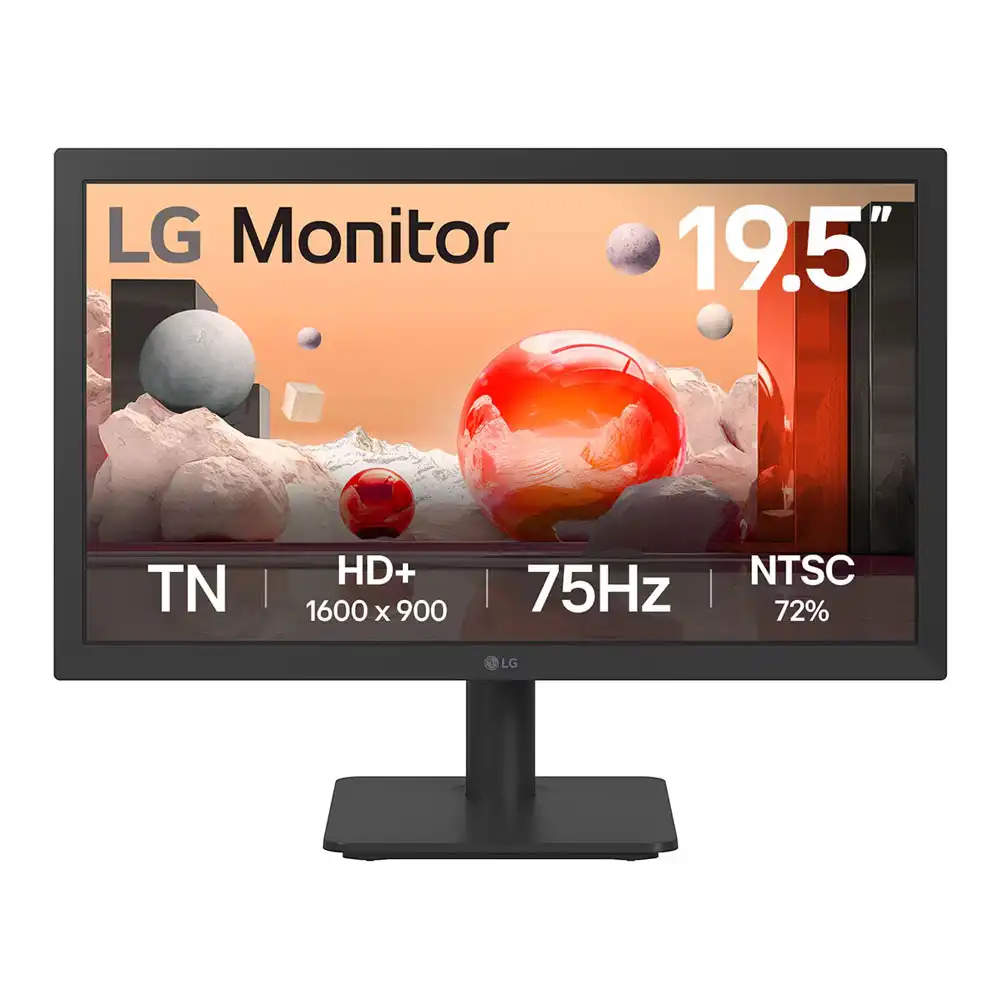 LG Monitor
19.5"
TN
HD+
1600 x 900
75Hz
NTSC
72%
LG